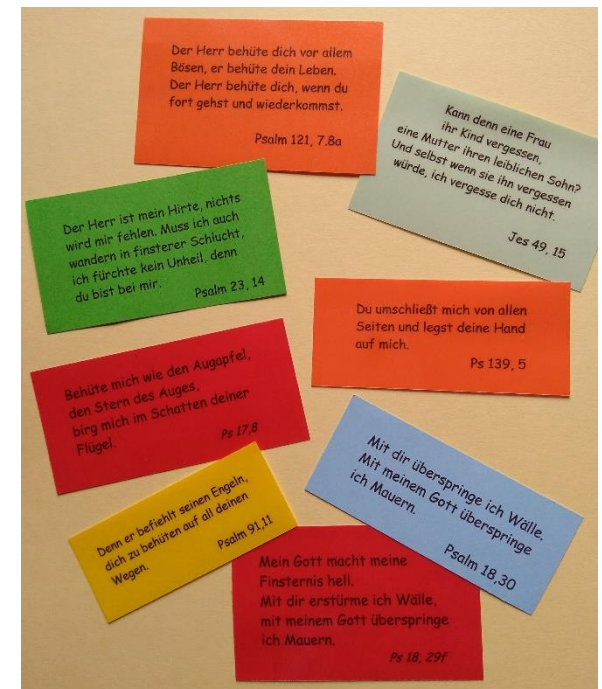 Der Herr behüte dich vor allem
Bösen, er behüte dein Leben.
Der Herr behüte dich, wenn du
fort gehst und wiederkommst.
Psalm 121, 7.8a
Kann denn eine Frau
ihr Kind vergessen,
eine Mutter ihren leiblichen Sohn?
Und selbst wenn sie ihn vergessen
würde, ich vergesse dich nicht.
Jes 49, 15
Der Herr ist mein Hirte, nichts
wird mir fehlen. Muss ich auch
wandern in finsterer Schlucht,
ich fürchte kein Unheil, denn
du bist bei mir.
Psalm 23, 14
Du umschließt mich von allen
Seiten und legst deine Hand
auf mich.
Ps 139, 5
Behüte mich wie den Augapfel,
den Stern des Auges,
birg mich im Schatten deiner
Flügel.
Ps 17,8
Mit dir überspringe ich Wälle.
Mit meinem Gott überspringe
ich Mauern.
Psalm 18,30
Denn er befiehlt seinen Engeln,
dich zu behüten auf all deinen
Wegen.
Psalm 91,11
Mein Gott macht meine
Finsternis hell.
Mit dir erstürme ich Wälle,
mit meinem Gott überspringe
ich Mauern.
Ps 18, 29f